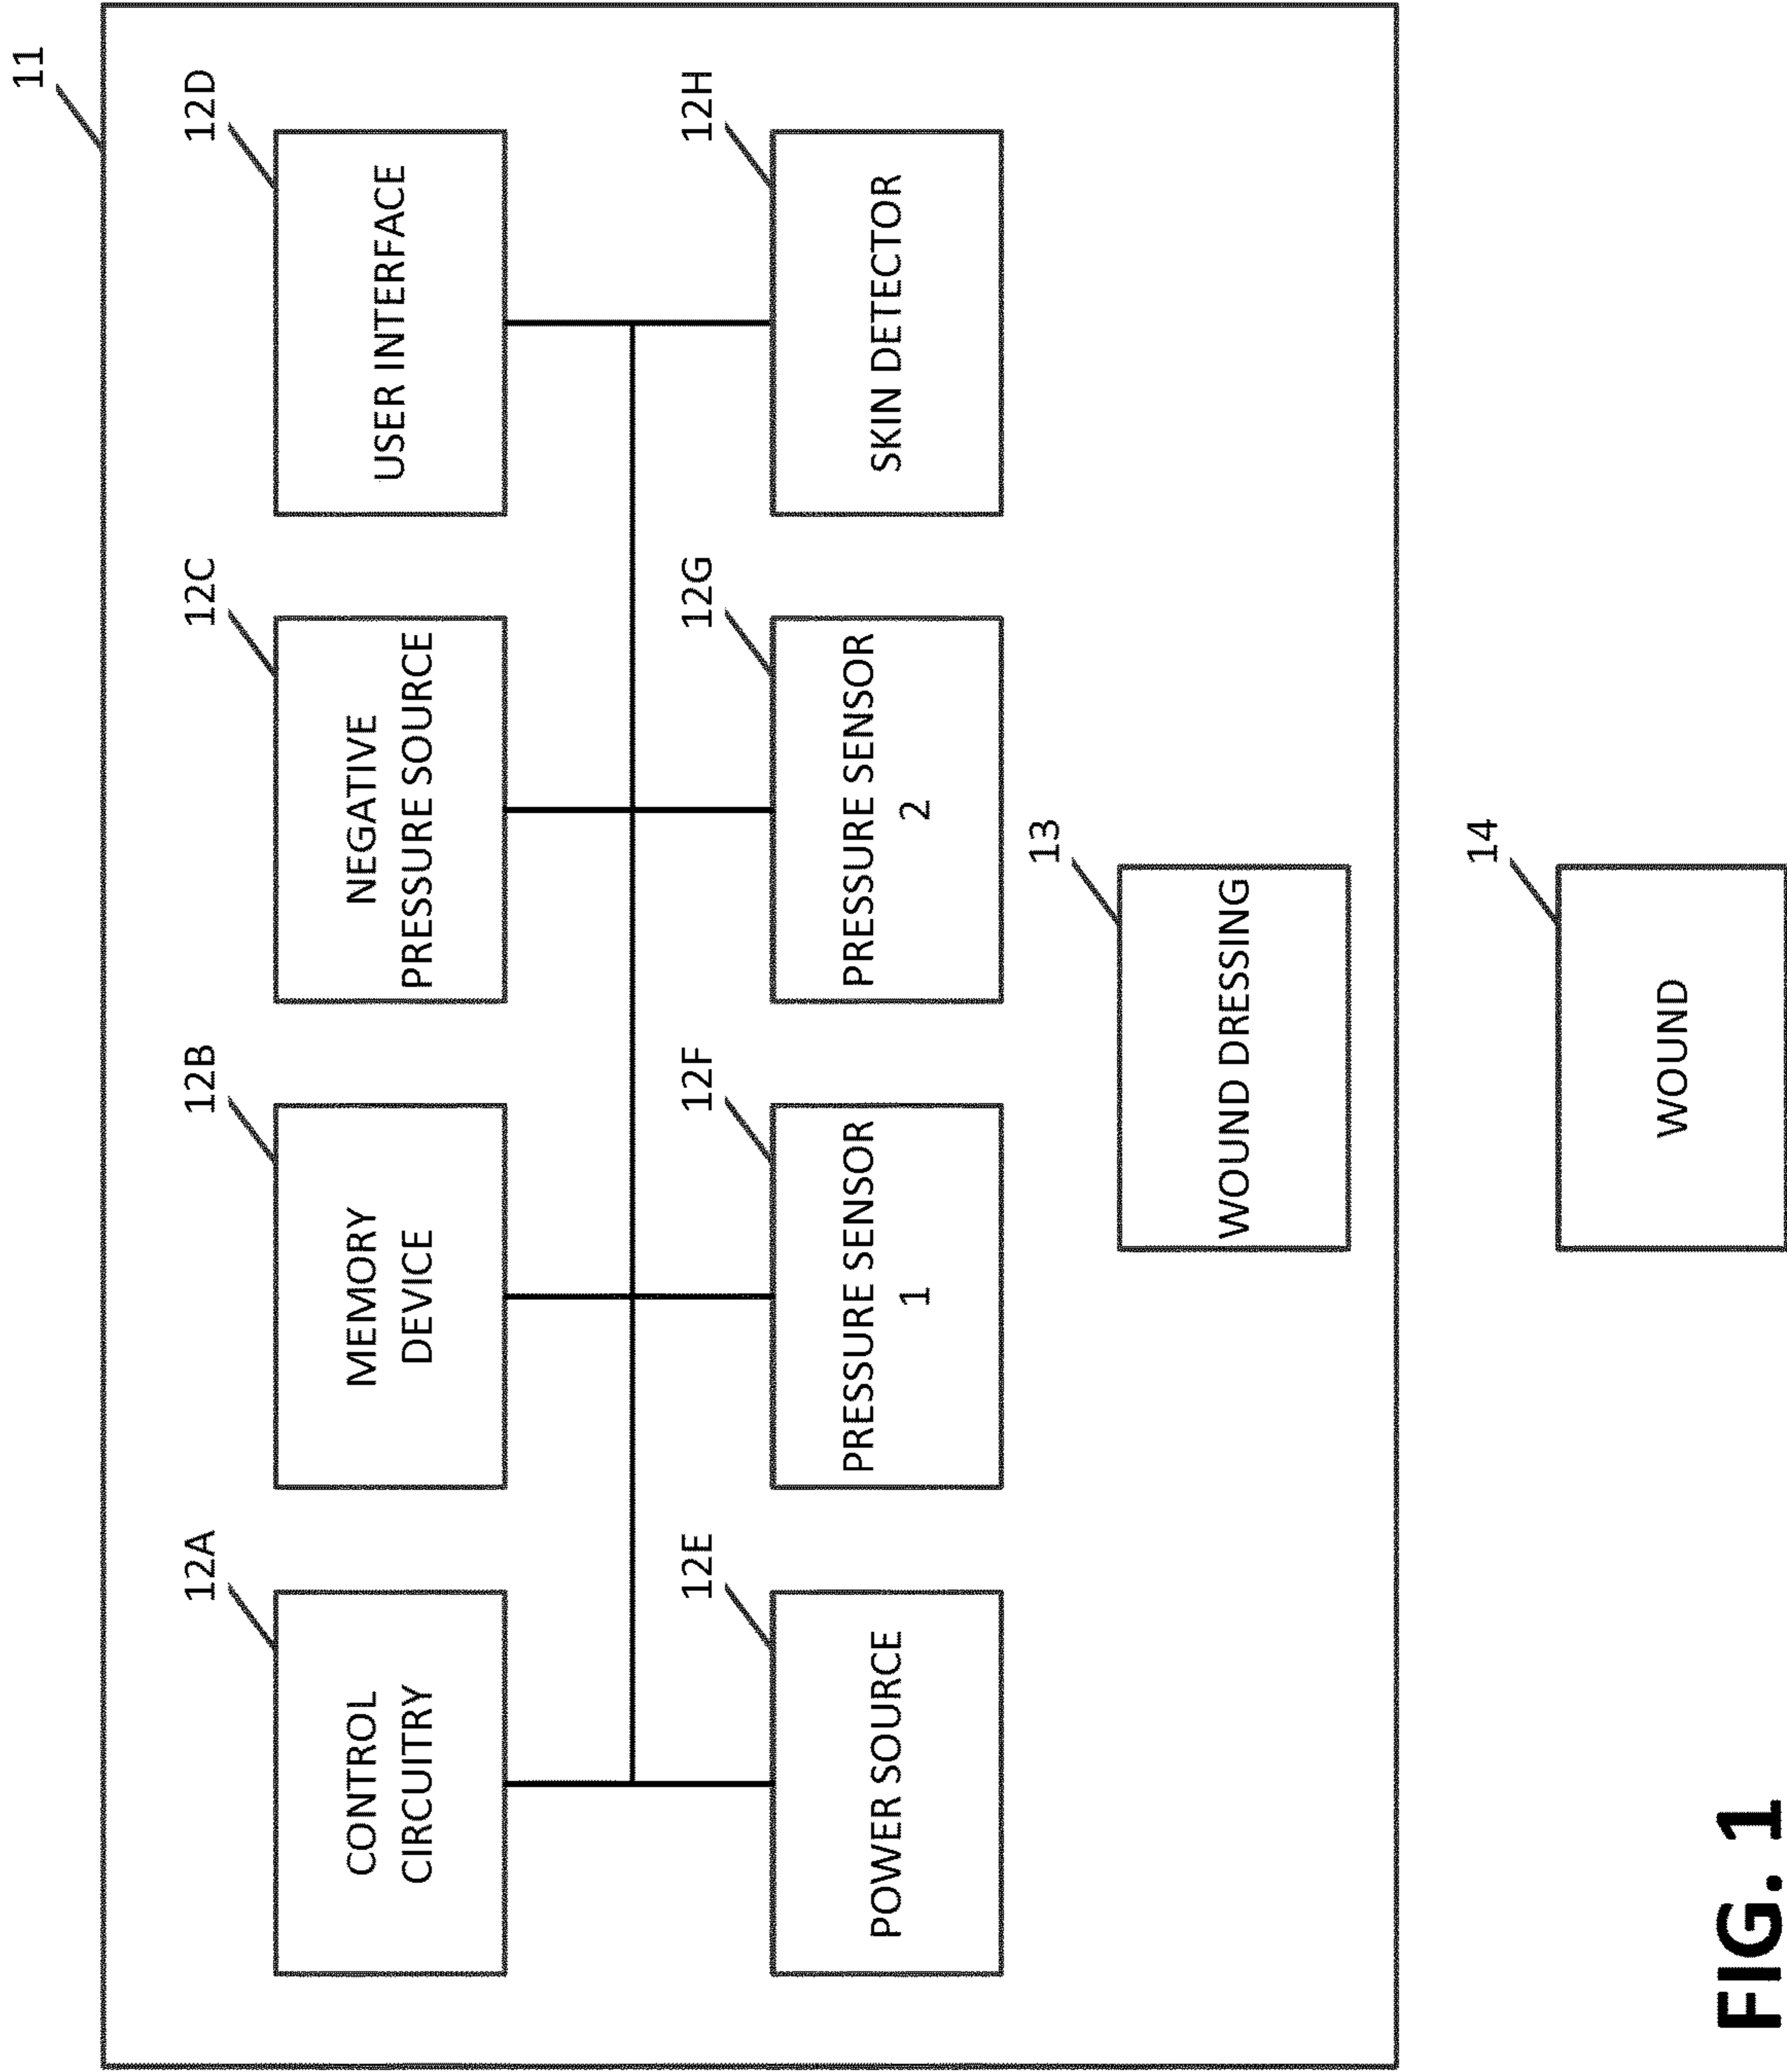 11
12A
12B
12C
12D
CONTROL
CIRCUITRY
MEMORY
DEVICE
NEGATIVE
PRESSURE SOURCE
USER INTERFACE
12E
12F
12G
12H
POWER SOURCE
PRESSURE SENSOR
1
PRESSURE SENSOR
2
SKIN DETECTOR
13
WOUND DRESSING
14
WOUND
FIG. 1